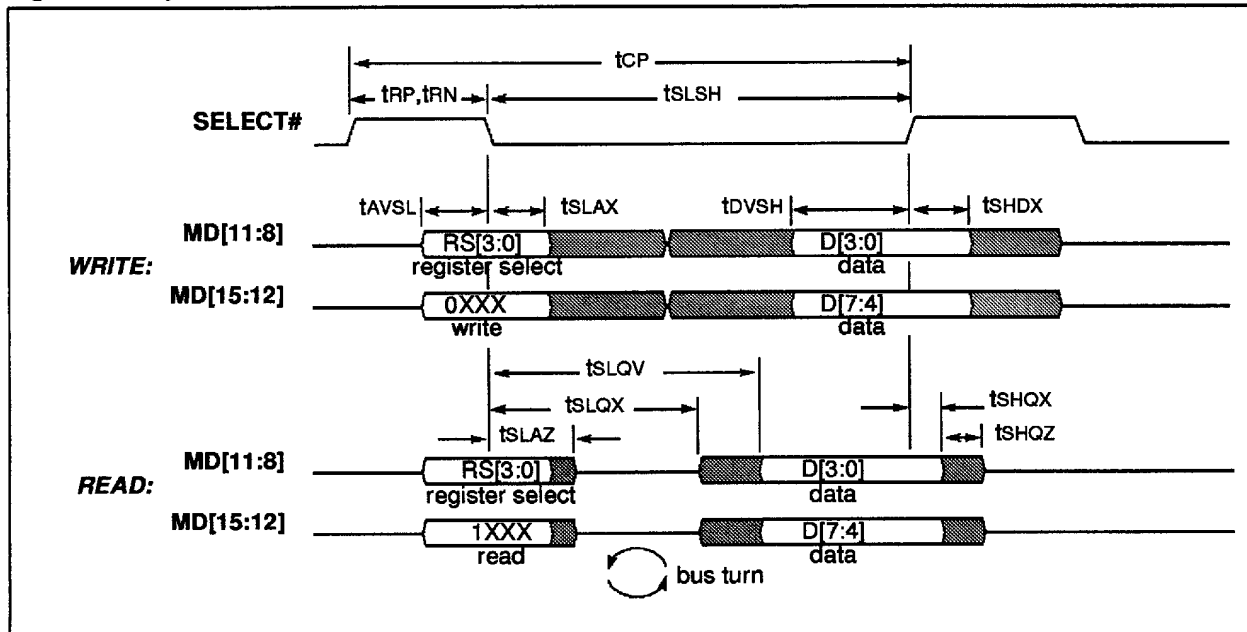 tCP
tRP,tRN tSLSH
SELECT#
tAVSL tSLAX tDVSH tSHDX
MD[11:8] RS[3:0] D[3:0]
register select data
WRITE:
MD[15:12] 0XXX D[7:4]
write data
tSLQV
tSLQX tSHQX
tSLAZ tSHQZ
MD[11:8] RS[3:0] D[3:0]
READ: register select data
MD[15:12] 1XXX D[7:4]
read data
bus turn